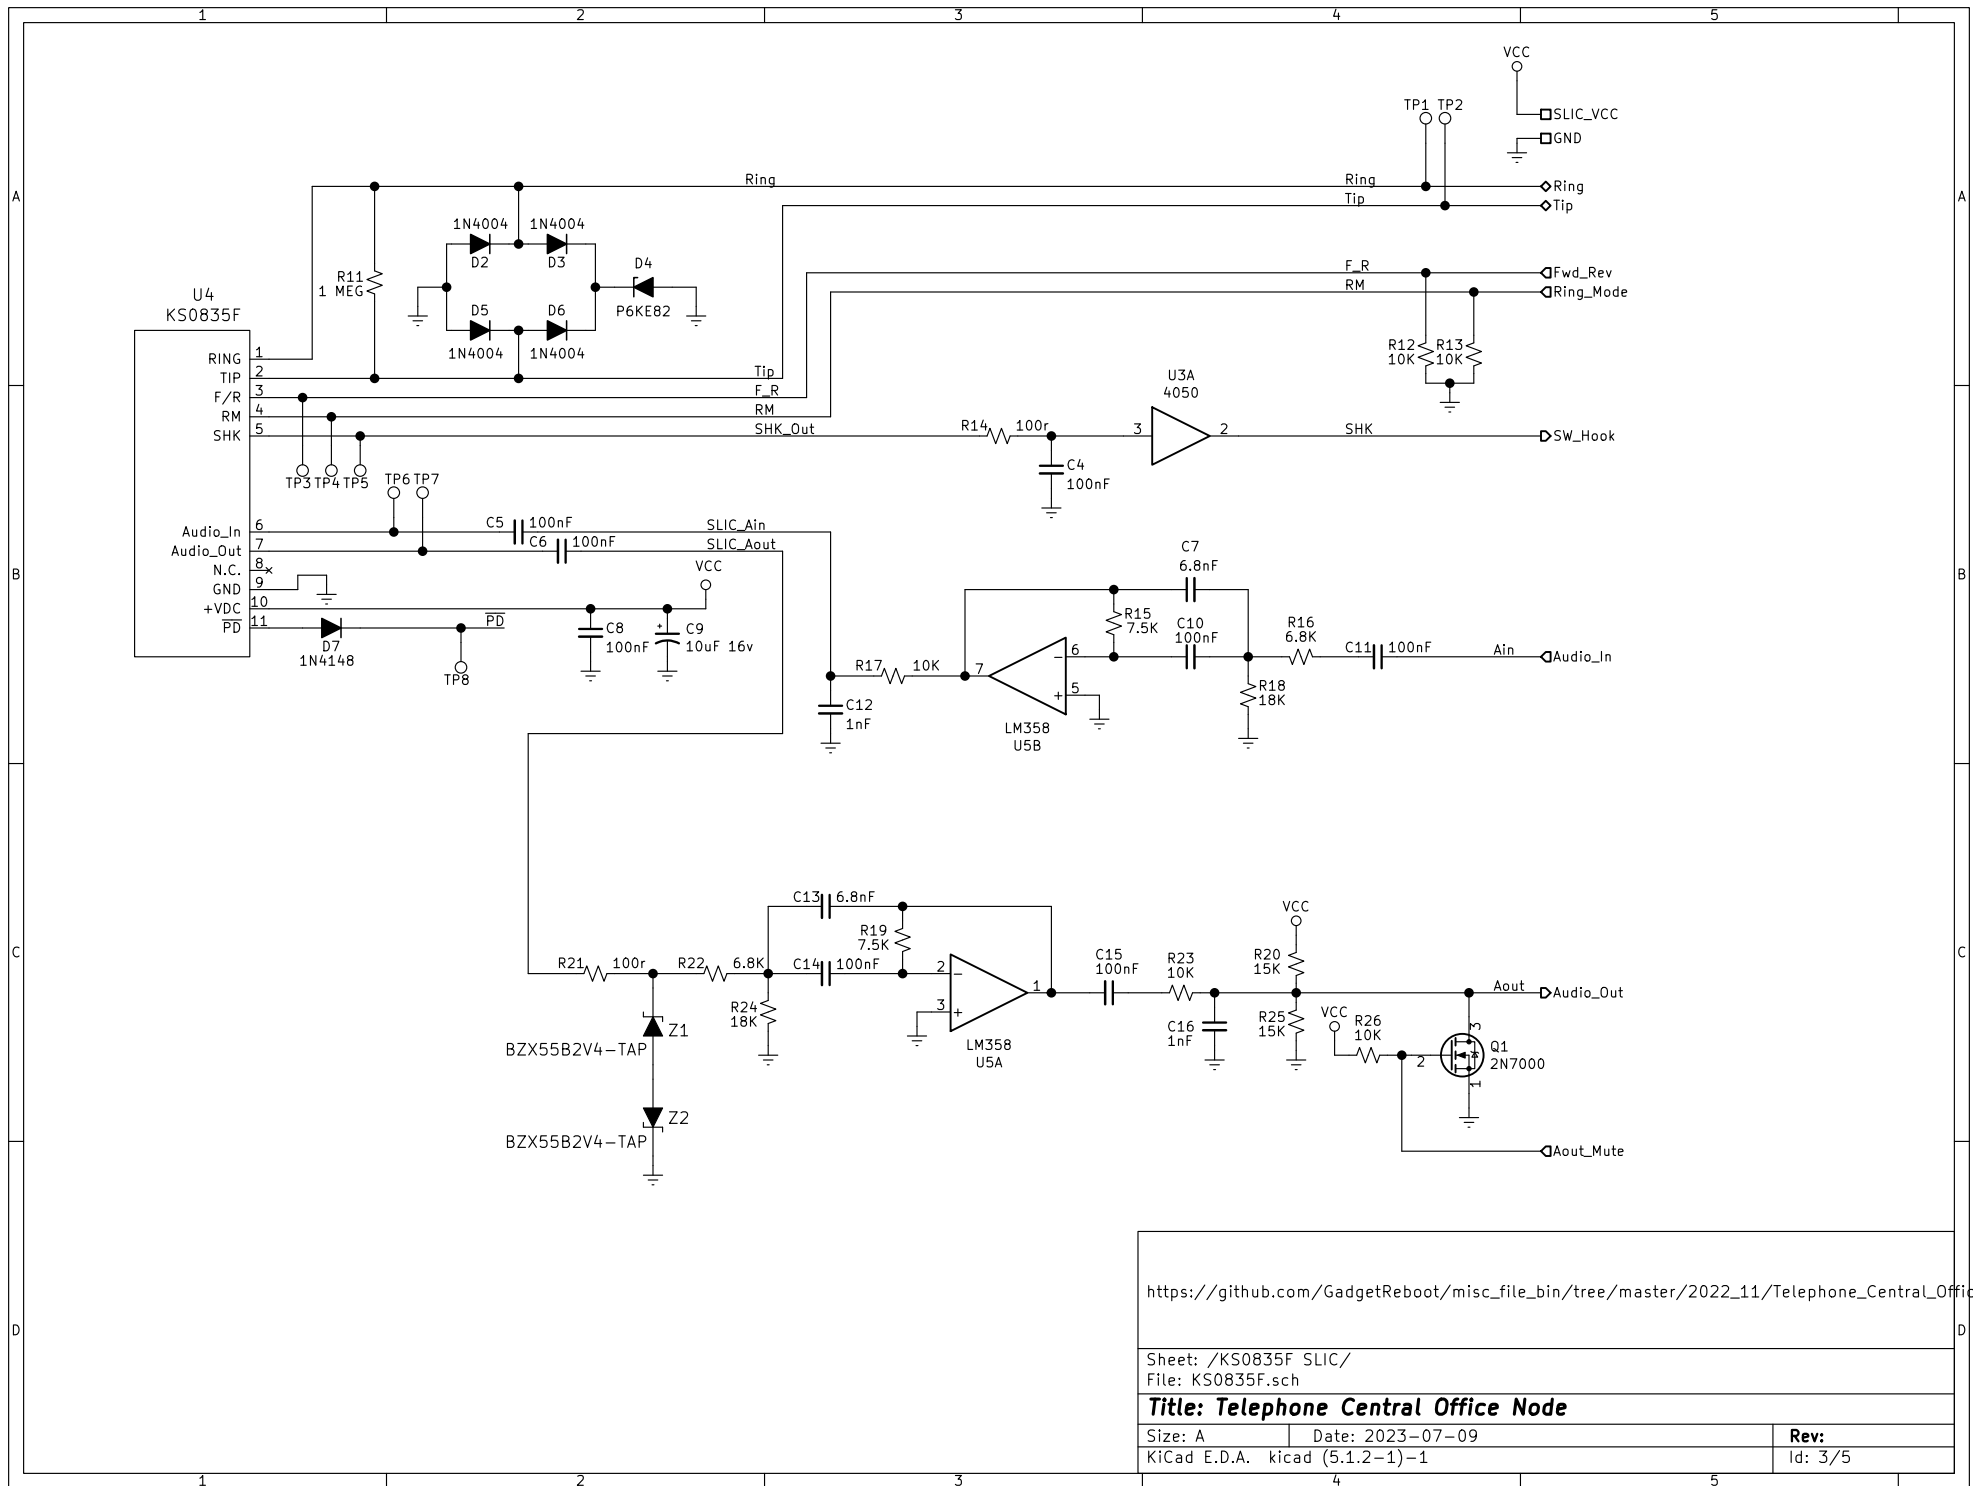 1 2 3 4 5
VCC
TP1 TP2
SLIC_VCC
GND
A
A
Ring Ring Ring
Tip Tip
1N4004 1N4004
D2 D3
D4
P6KE82
R11
1 MEG
D5 D6
1N4004 1N4004
F_R Fwd_Rev
RM Ring_Mode
R12 R13
10K 10K
U4
KS0835F
RING 1
TIP 2 Tip
F/R 3 F_R
RM 4 RM
SHK 5 SHK_Out
R14 100r
U3A
4050
3 2 SHK SW_Hook
C4
100nF
TP3 TP4 TP5 TP6 TP7
Audio_In 6 C5 100nF SLIC_Ain
Audio_Out 7 C6 100nF SLIC_Aout
B
B
N.C. 8
GND 9
+VDC 10
PD 11
VCC
D7
1N4148
PD
TP8
C8
100nF
C9
10uF 16v
C7
6.8nF
R15
7.5K
C10
100nF
R16
6.8K
C11 100nF Ain Audio_In
R17 10K 7
− 6
+ 5
R18
18K
C12
1nF
LM358
U5B
C
C
C13 6.8nF
R19
7.5K
R21 100r R22 6.8K C14 100nF
2 −
3 +
1
R24
18K
LM358
U5A
C15
100nF
R23
10K
VCC
R20
15K
Aout Audio_Out
C16
1nF
R25
15K
VCC
R26
10K
2
3
1
Q1
2N7000
Aout_Mute
Z1
BZX55B2V4-TAP
Z2
BZX55B2V4-TAP
D
D
https://github.com/GadgetReboot/misc_file_bin/tree/master/2022_11/Telephone_Central_Offic
Sheet: /KS0835F SLIC/
File: KS0835F.sch
Title: Telephone Central Office Node
Size: A Date: 2023-07-09 Rev:
KiCad E.D.A. kicad (5.1.2-1)-1 Id: 3/5
1 2 3 4 5